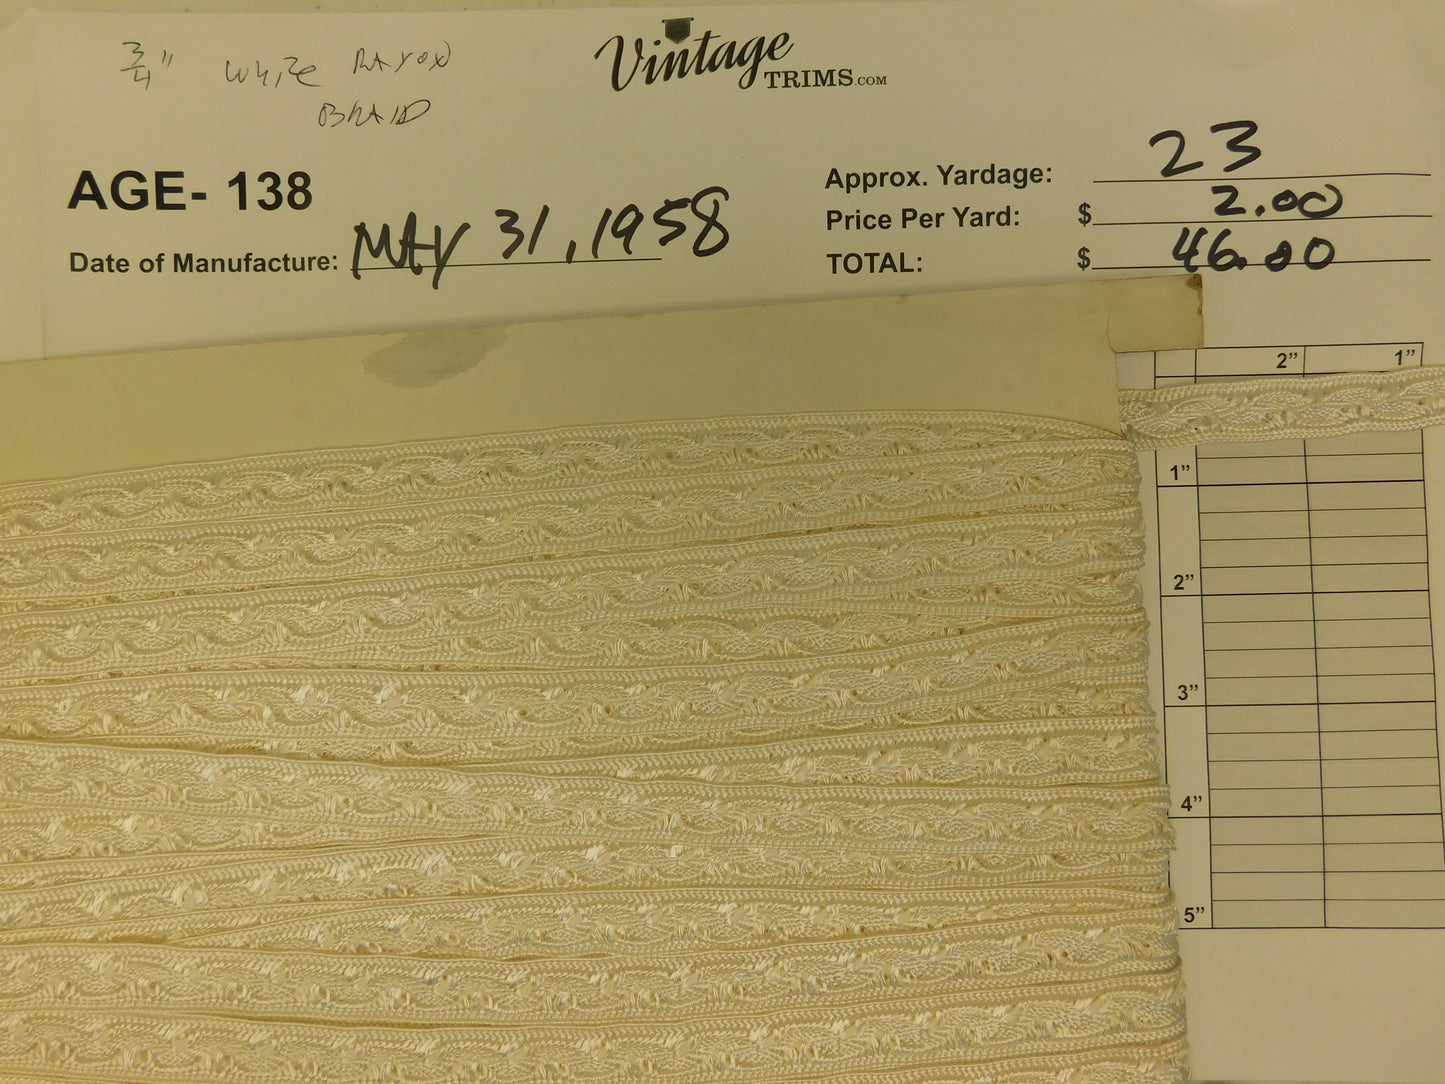 3/4" WHITE RAYON
BRAID
Vintage
TRIMS.COM
AGE- 138
Date of Manufacture: MAY 31, 1958
Approx. Yardage: 23
Price Per Yard: $ 2.00
TOTAL: $ 46.00
2” 1”
1”
2”
3”
4”
5”